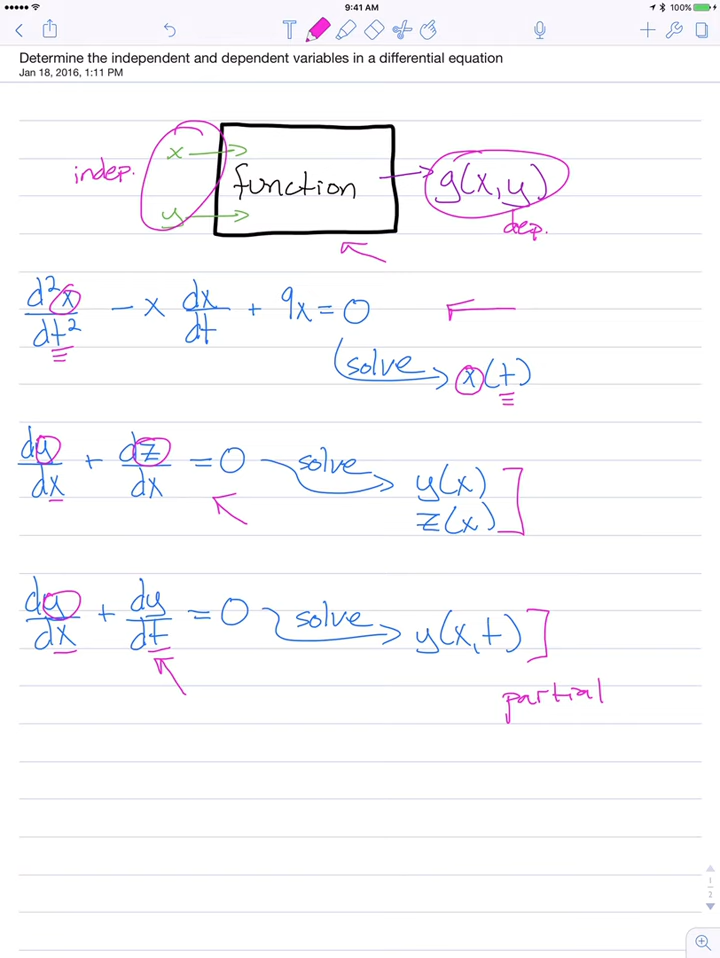 9:41 AM
100%
T
Determine the independent and dependent variables in a differential equation
Jan 18, 2016, 1:11 PM
indep.
x
y
function
g(x, y)
dep.
d²x/dt² − x dx/dt + 9x = 0
solve
x(t)
dy/dx + dz/dx = 0 solve y(x)
z(x)
dy/dx + dy/dt = 0 solve y(x,t)
partial
1
2